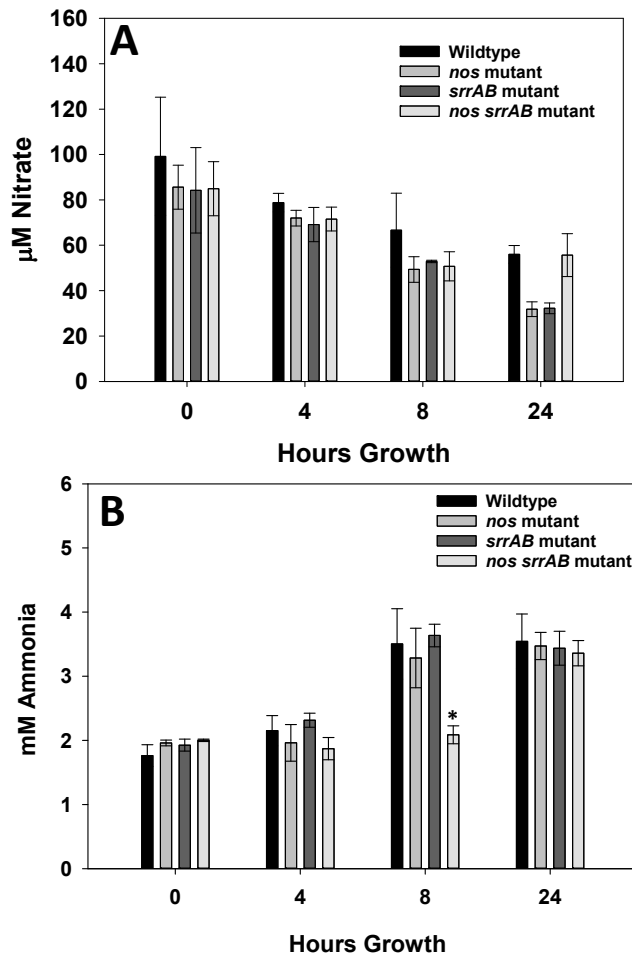 A
Wildtype
nos mutant
srrAB mutant
nos srrAB mutant
160
140
120
100
80
60
40
20
0
µM Nitrate
0 4 8 24
Hours Growth
B
Wildtype
nos mutant
srrAB mutant
nos srrAB mutant
6
5
4
3
2
1
0
mM Ammonia
*
0 4 8 24
Hours Growth